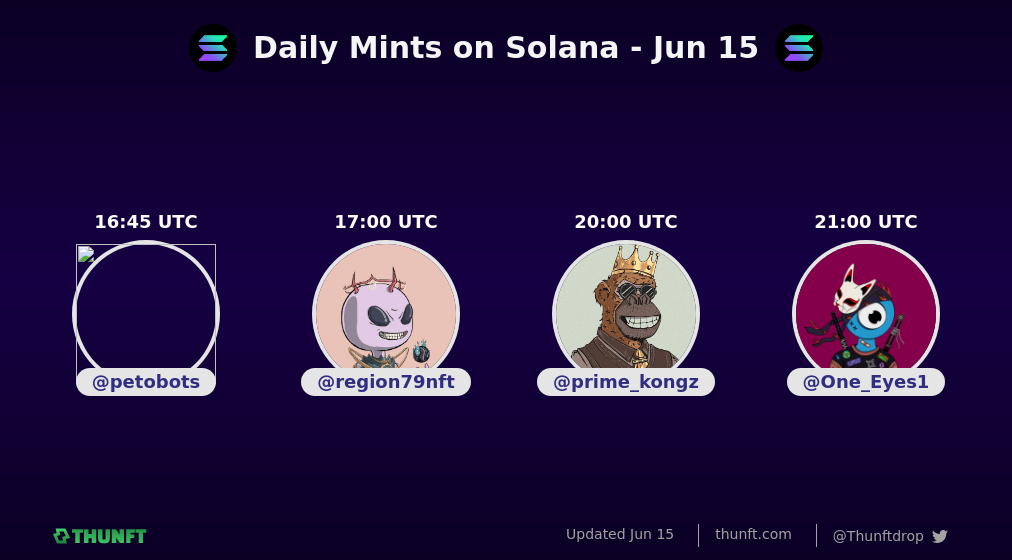 Daily Mints on Solana - Jun 15
16:45 UTC
17:00 UTC
20:00 UTC
21:00 UTC
@petobots
@region79nft
@prime_kongz
@One_Eyes1
THUNFT
Updated Jun 15
thunft.com
@Thunftdrop